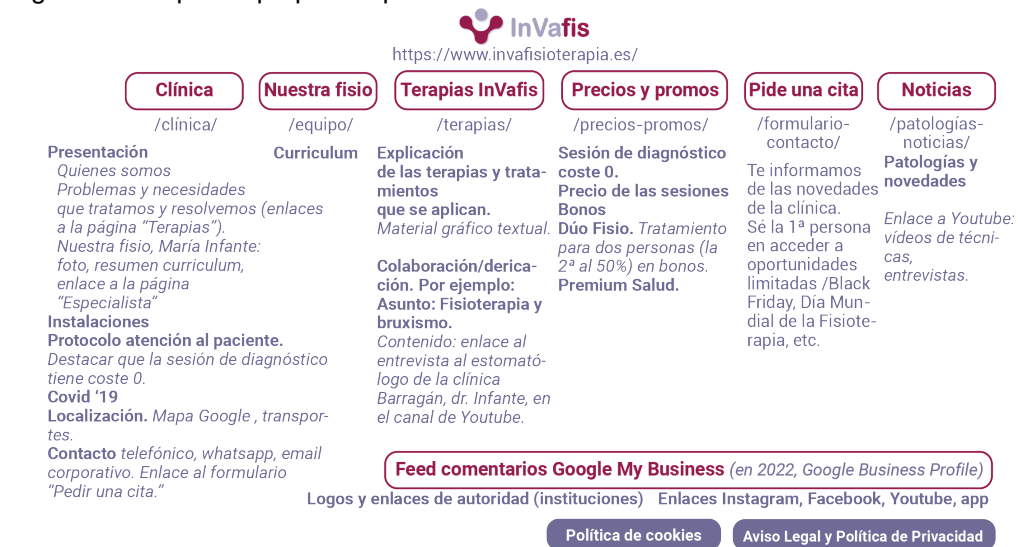 InVafis
https://www.invafisioterapia.es/
Clínica
/clínica/
Presentación
Quienes somos
Problemas y necesidades
que tratamos y resolvemos (enlaces
a la página “Terapias”).
Nuestra fisio, María Infante:
foto, resumen curriculum,
enlace a la página
“Especialista”
Instalaciones
Protocolo atención al paciente.
Destacar que la sesión de diagnóstico
tiene coste 0.
Covid ‘19
Localización. Mapa Google , transpor-
tes.
Contacto telefónico, whatsapp, email
corporativo. Enlace al formulario
“Pedir una cita.”
Nuestra fisio
/equipo/
Curriculum
Terapias InVafis
/terapias/
Explicación
de las terapias y trata-
mientos
que se aplican.
Material gráfico textual.
Colaboración/derica-
ción. Por ejemplo:
Asunto: Fisioterapia y
bruxismo.
Contenido: enlace al
entrevista al estomató-
logo de la clínica
Barragán, dr. Infante, en
el canal de Youtube.
Precios y promos
/precios-promos/
Sesión de diagnóstico
coste 0.
Precio de las sesiones
Bonos
Dúo Fisio. Tratamiento
para dos personas (la
2ª al 50%) en bonos.
Premium Salud.
Pide una cita
/formulario-
contacto/
Te informamos
de las novedades
de la clínica.
Sé la 1ª persona
en acceder a
oportunidades
limitadas /Black
Friday, Día Mun-
dial de la Fisiote-
rapia, etc.
Noticias
/patologías-
noticias/
Patologías y
novedades
Enlace a Youtube:
vídeos de técni-
cas,
entrevistas.
Feed comentarios Google My Business (en 2022, Google Business Profile)
Logos y enlaces de autoridad (instituciones) Enlaces Instagram, Facebook, Youtube, app
Política de cookies
Aviso Legal y Política de Privacidad